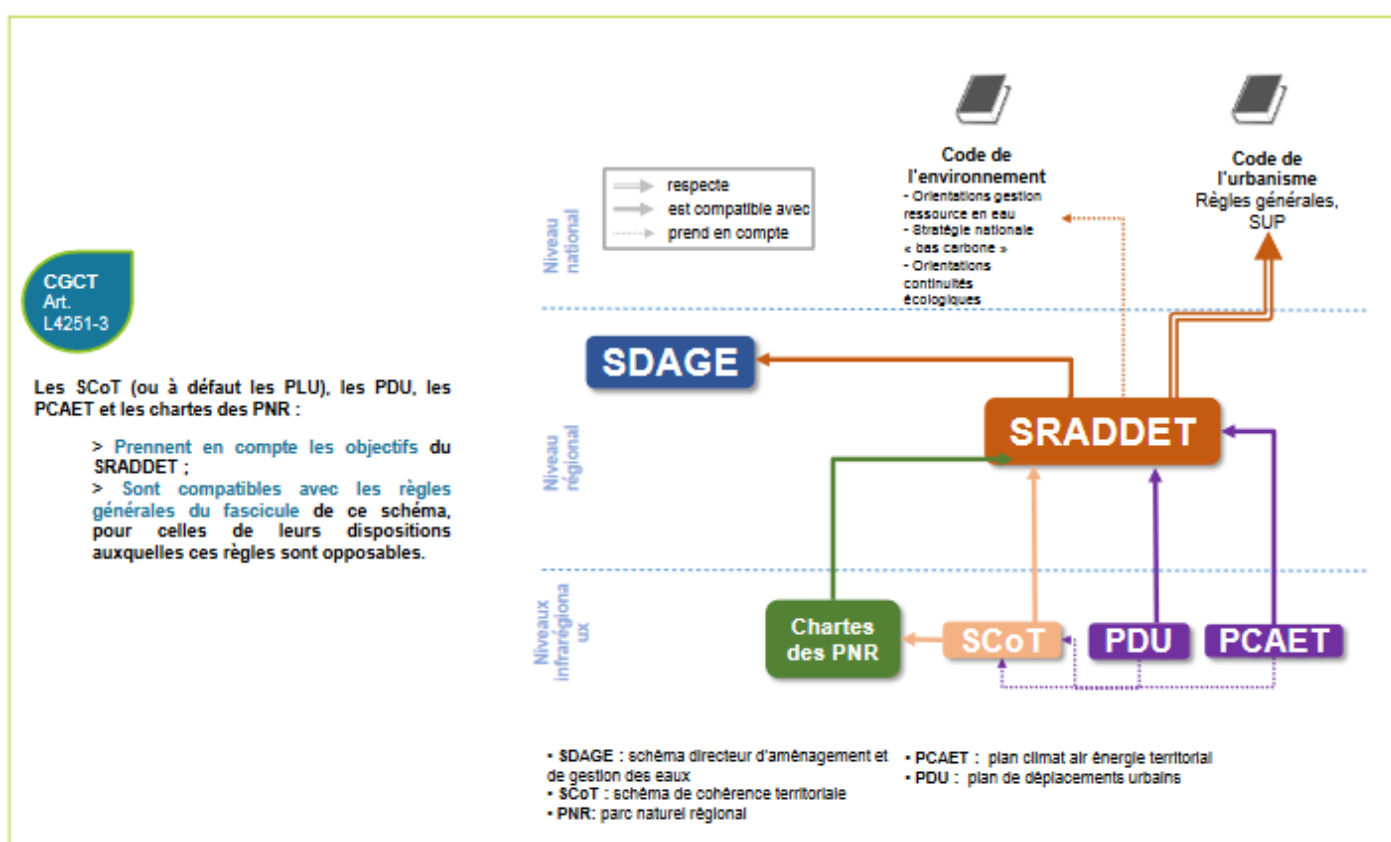 CGCT
Art.
L4251-3
Les SCoT (ou à défaut les PLU), les PDU, les
PCAET et les chartes des PNR :
> Prennent en compte les objectifs du
SRADDET ;
> Sont compatibles avec les règles
générales du fascicule de ce schéma,
pour celles de leurs dispositions
auxquelles ces règles sont opposables.
Niveau
national
respecte
est compatible avec
prend en compte
Code de
l'environnement
- Orientations gestion
ressource en eau
- Stratégie nationale
« bas carbone »
- Orientations
continuités
écologiques
Code de
l'urbanisme
Règles générales,
SUP
Niveau
régional
SDAGE
SRADDET
Niveaux
infrarégiona
ux
Chartes
des PNR
SCoT
PDU
PCAET
▪ SDAGE : schéma directeur d'aménagement et
de gestion des eaux
▪ SCoT : schéma de cohérence territoriale
▪ PNR: parc naturel régional
▪ PCAET : plan climat air énergie territorial
▪ PDU : plan de déplacements urbains